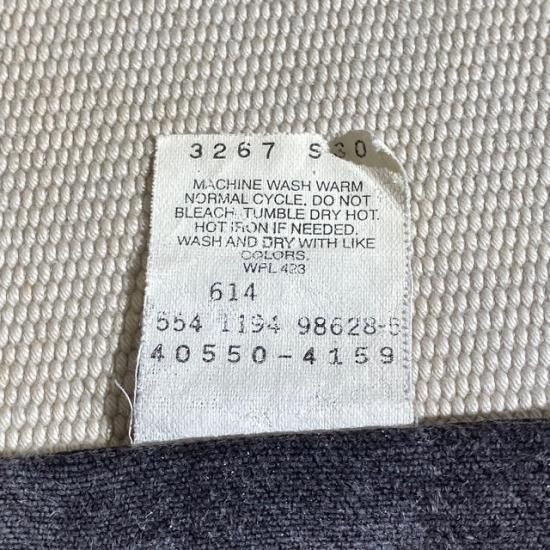 3267 S30
MACHINE WASH WARM
NORMAL CYCLE. DO NOT
BLEACH. TUMBLE DRY HOT.
HOT IRON IF NEEDED.
WASH AND DRY WITH LIKE
COLORS.
WPL 423
614
554 1194 98628-5
40550-4159